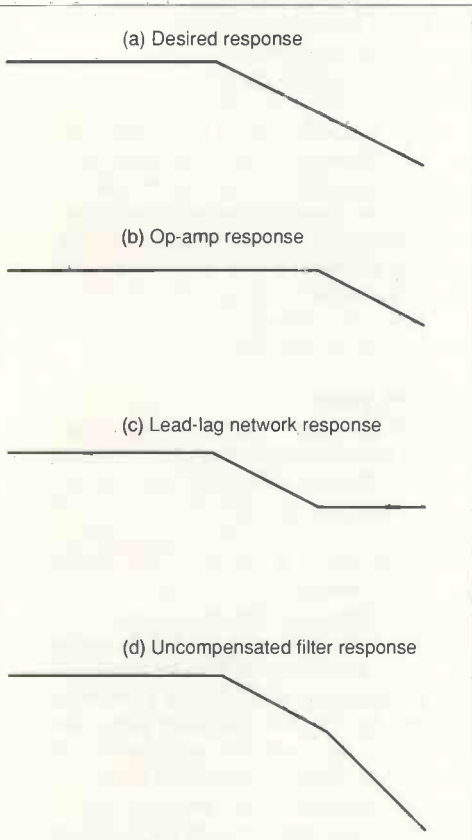 (a) Desired response
(b) Op-amp response
(c) Lead-lag network response
(d) Uncompensated filter response